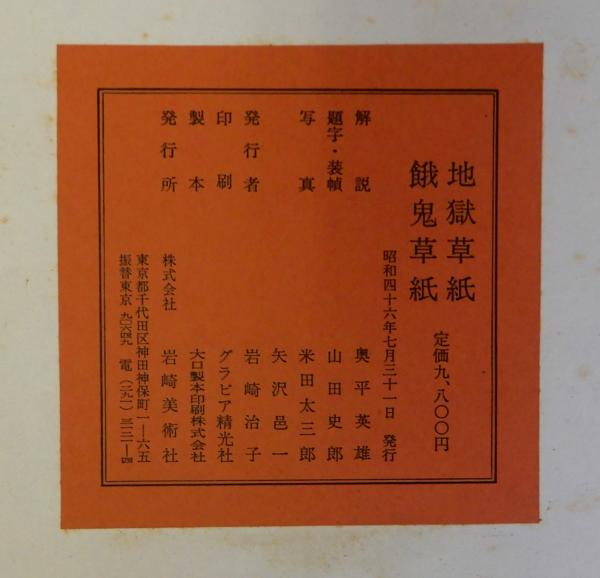 地獄草紙
餓鬼草紙
定価九、八〇〇円
昭和四十六年七月三十一日 発行
解説 奥平英雄
題字・装幀 山田史郎
写真 米田太三郎
矢沢邑一
発行者 岩崎治子
印刷 グラビア精光社
製本 大口製本印刷株式会社
発行所 株式会社 岩崎美術社
東京都千代田区神田神保町一―六五
振替東京 電